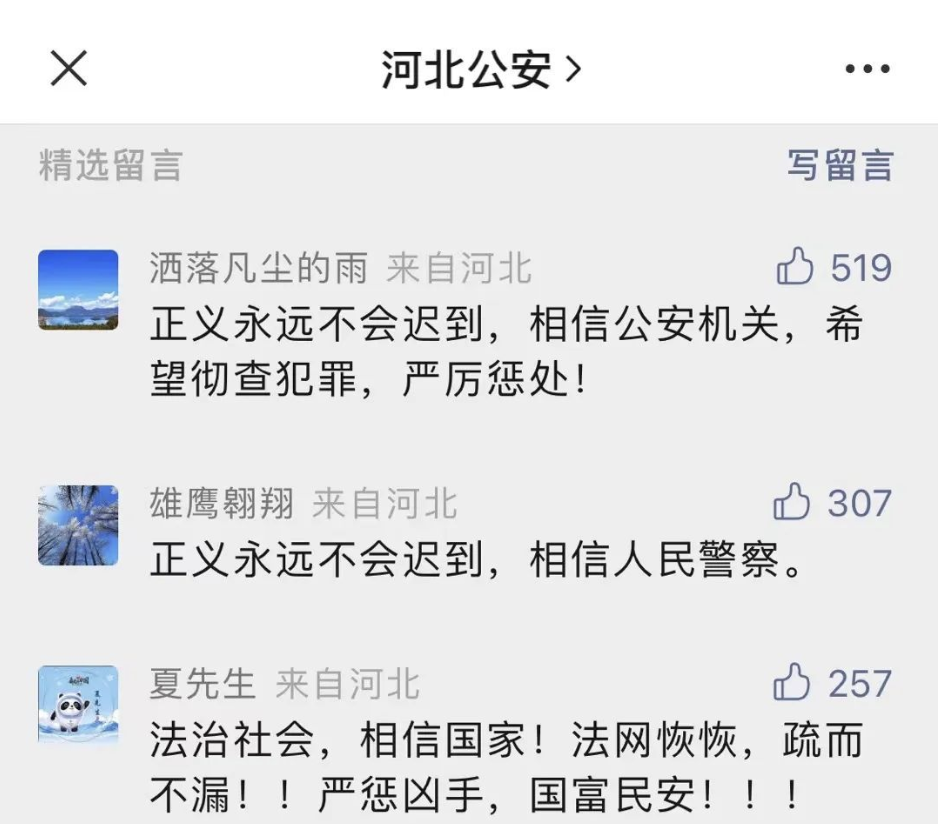 河北公安
精选留言 写留言
洒落凡尘的雨 来自河北 519
正义永远不会迟到，相信公安机关，希
望彻查犯罪，严厉惩处！
雄鹰翱翔 来自河北 307
正义永远不会迟到，相信人民警察。
夏先生 来自河北 257
法治社会，相信国家！法网恢恢，疏而
不漏！！严惩凶手，国富民安！！！